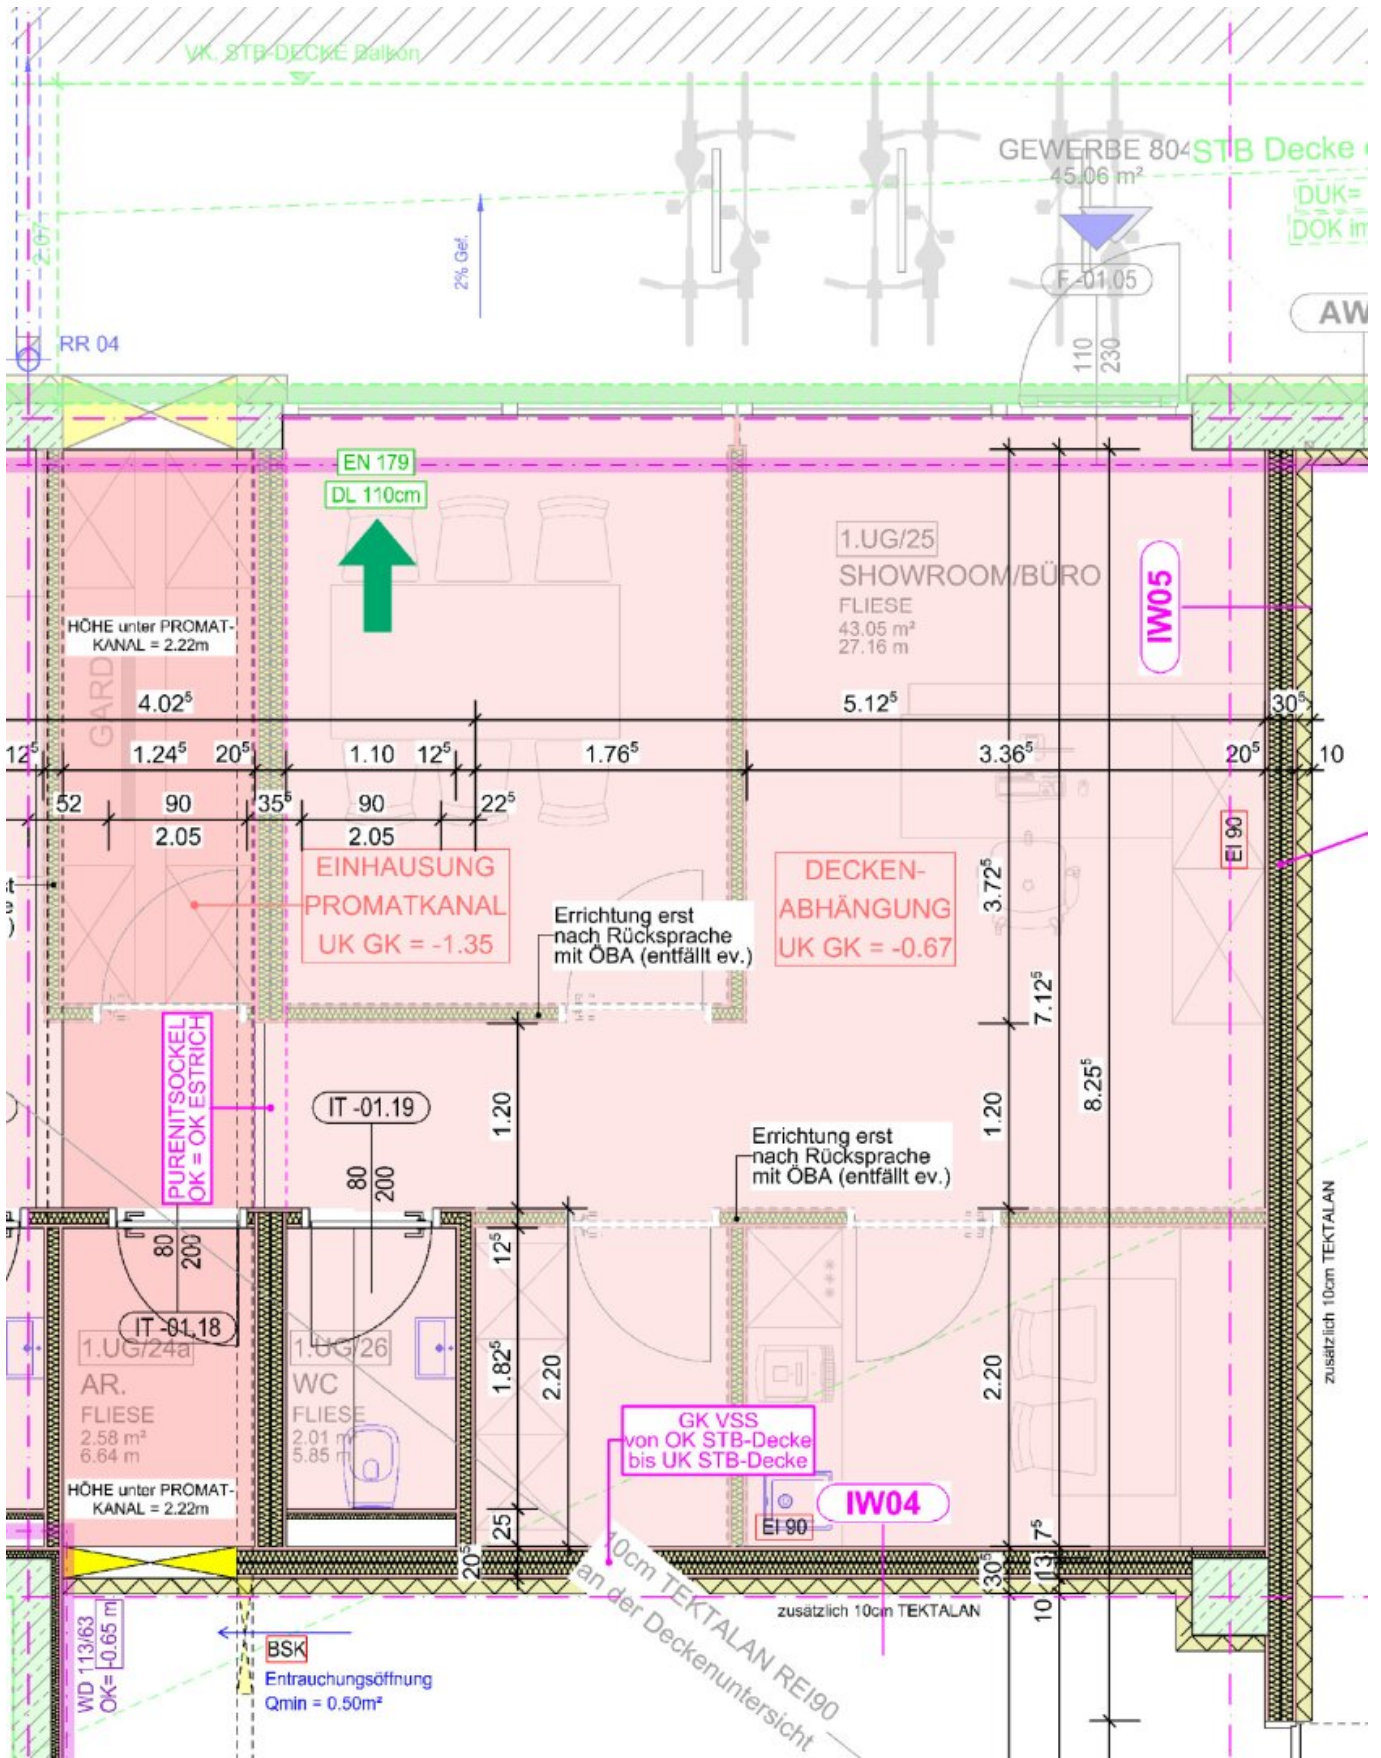 VK. STB-DECKE Balkon
GEWERBE 804
45.06 m²
STB Decke
DUK=
DOK im
2.07
2% Gef.
F -01.05
AW
110
230
RR 04
EN 179
DL 110cm
1.UG/25
SHOWROOM/BÜRO
FLIESE
43.05 m²
27.16 m
IW05
HÖHE unter PROMAT-
KANAL = 2.22m
GARD
4.02⁵
5.12⁵
30⁵
12⁵
1.24⁵
20⁵
1.10
12⁵
1.76⁵
3.36⁵
20⁵
10
52
90
35⁵
90
22⁵
2.05
2.05
EI 90
EINHAUSUNG
PROMATKANAL
UK GK = -1.35
DECKEN-
ABHÄNGUNG
UK GK = -0.67
3.72⁵
Errichtung erst
nach Rücksprache
mit ÖBA (entfällt ev.)
7.12⁵
8.25⁵
PURENITSOCKEL
OK = OK ESTRICH
IT -01.19
80
200
1.20
1.20
Errichtung erst
nach Rücksprache
mit ÖBA (entfällt ev.)
zusätzlich 10cm TEKTALAN
80
200
IT -01.18
12⁵
1.82⁵
2.20
2.20
1.UG/24a
AR.
FLIESE
2.58 m²
6.64 m
1.UG/26
WC
FLIESE
2.01 m
5.85 m
GK VSS
von OK STB-Decke
bis UK STB-Decke
HÖHE unter PROMAT-
KANAL = 2.22m
IW04
EI 90
25
20⁵
7⁵
13
30⁵
10
10cm TEKTALAN REI90
an der Deckenuntersicht
zusätzlich 10cm TEKTALAN
WD 113/63
OK= -0.65 m
BSK
Entrauchungsöffnung
Qmin = 0.50m²